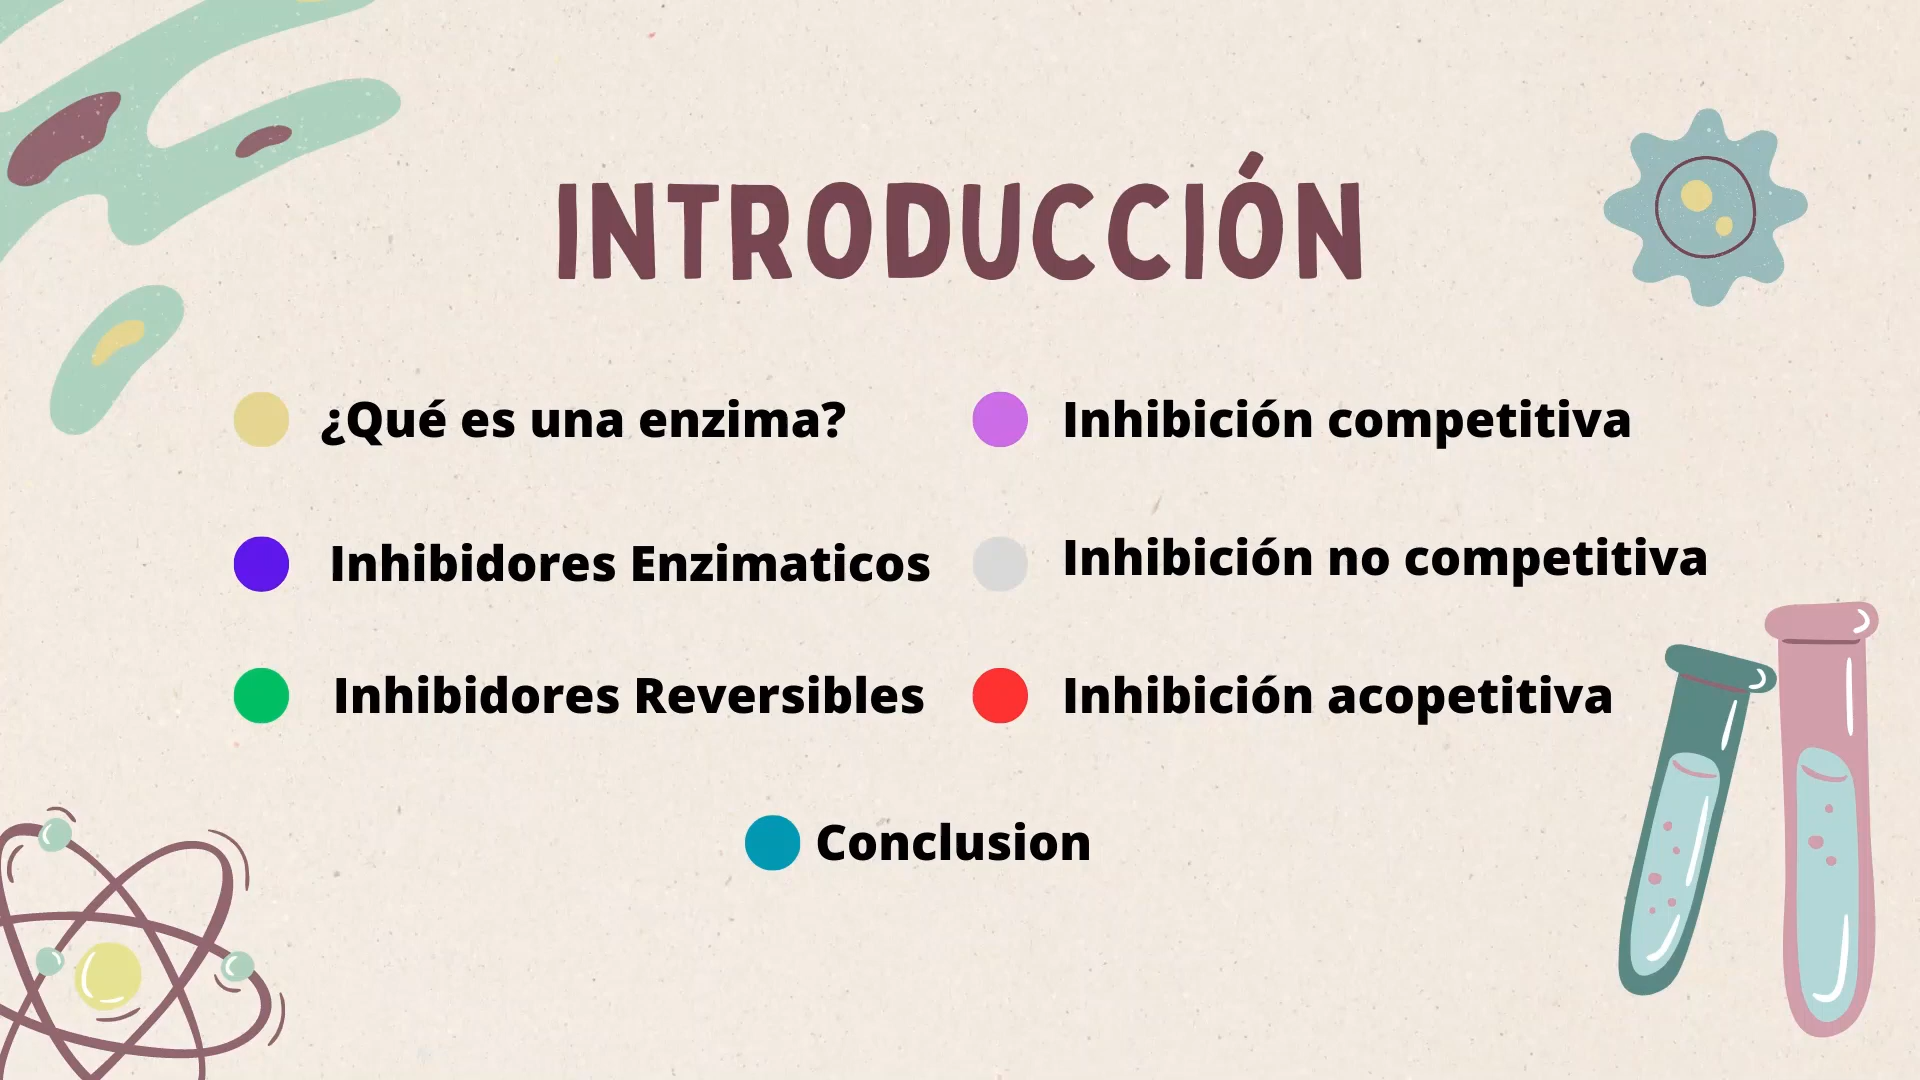 INTRODUCCIÓN
¿Qué es una enzima?
Inhibidores Enzimaticos
Inhibidores Reversibles
Inhibición competitiva
Inhibición no competitiva
Inhibición acopetitiva
Conclusion